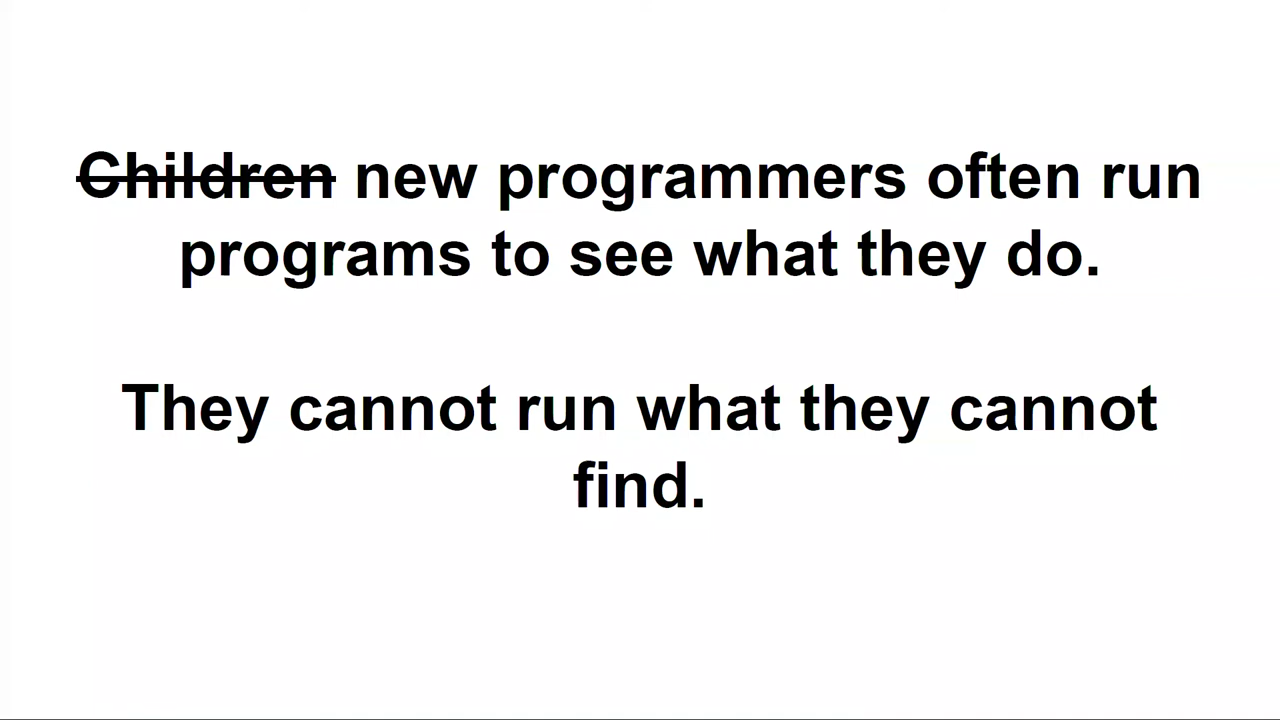 Children new programmers often run
programs to see what they do.
They cannot run what they cannot
find.